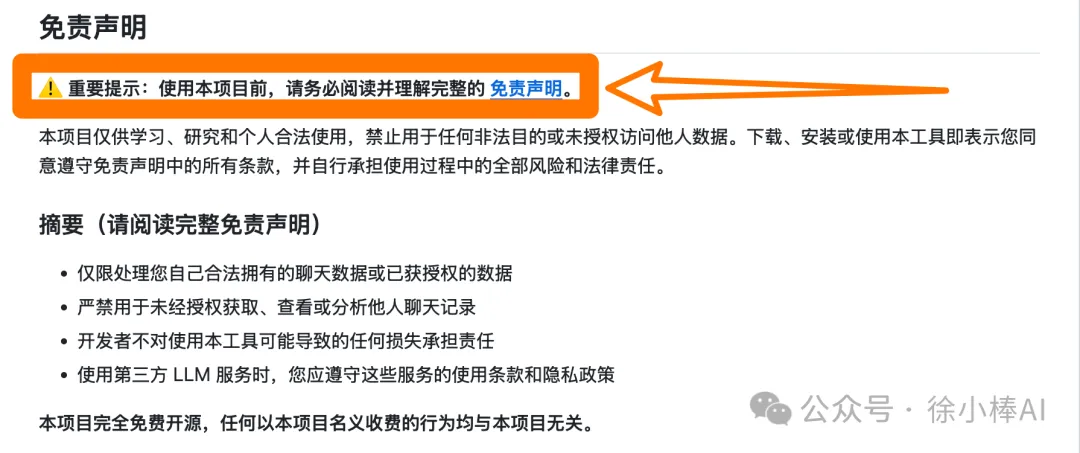 免责声明
⚠️ 重要提示：使用本项目前，请务必阅读并理解完整的 免责声明。
本项目仅供学习、研究和个人合法使用，禁止用于任何非法目的或未授权访问他人数据。下载、安装或使用本工具即表示您同
意遵守免责声明中的所有条款，并自行承担使用过程中的全部风险和法律责任。
摘要（请阅读完整免责声明）
• 仅限处理您自己合法拥有的聊天数据或已获授权的数据
• 严禁用于未经授权获取、查看或分析他人聊天记录
• 开发者不对使用本工具可能导致的任何损失承担责任
• 使用第三方 LLM 服务时，您应遵守这些服务的使用条款和隐私政策
本项目完全免费开源，任何以本项目名义收费的行为均与本项目无关。
公众号 · 徐小棒AI